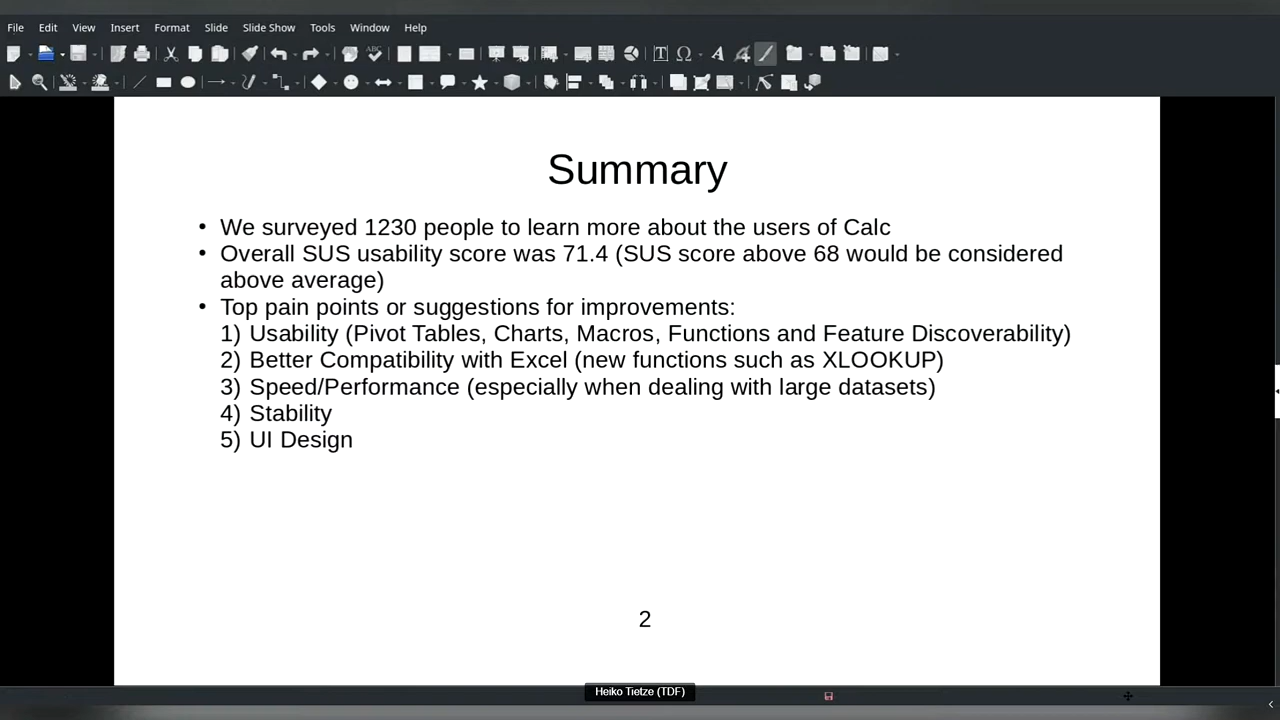 File Edit View Insert Format Slide Slide Show Tools Window Help
Summary
• We surveyed 1230 people to learn more about the users of Calc
• Overall SUS usability score was 71.4 (SUS score above 68 would be considered
above average)
• Top pain points or suggestions for improvements:
1) Usability (Pivot Tables, Charts, Macros, Functions and Feature Discoverability)
2) Better Compatibility with Excel (new functions such as XLOOKUP)
3) Speed/Performance (especially when dealing with large datasets)
4) Stability
5) UI Design
2
Heiko Tietze (TDF)